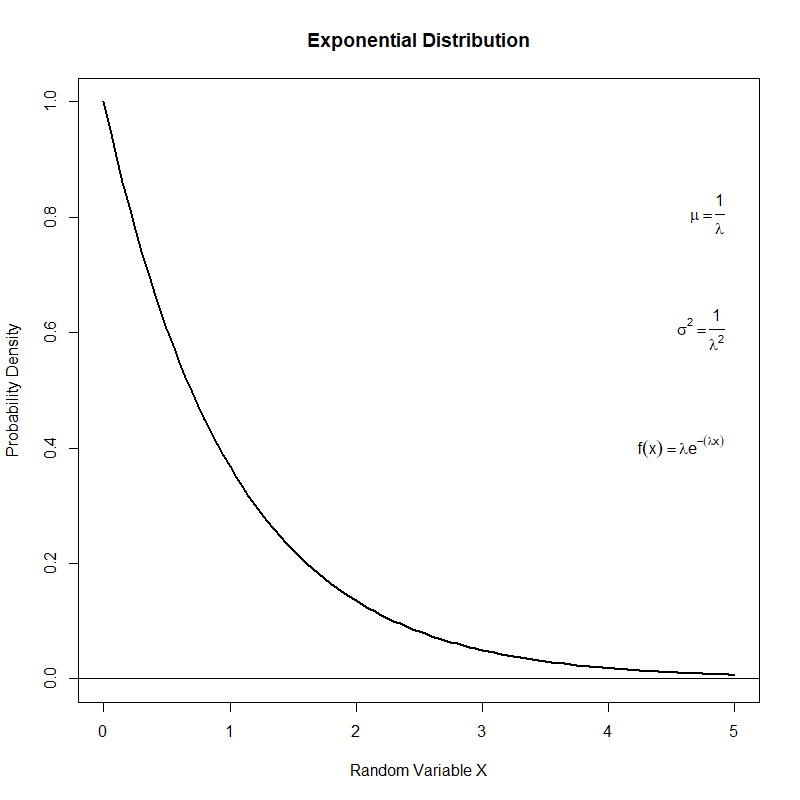 Exponential Distribution
1.0
0.8
0.6
0.4
0.2
0.0
Probability Density
μ = 1/λ
σ² = 1/λ²
f(x) = λe^−(λx)
0 1 2 3 4 5
Random Variable X